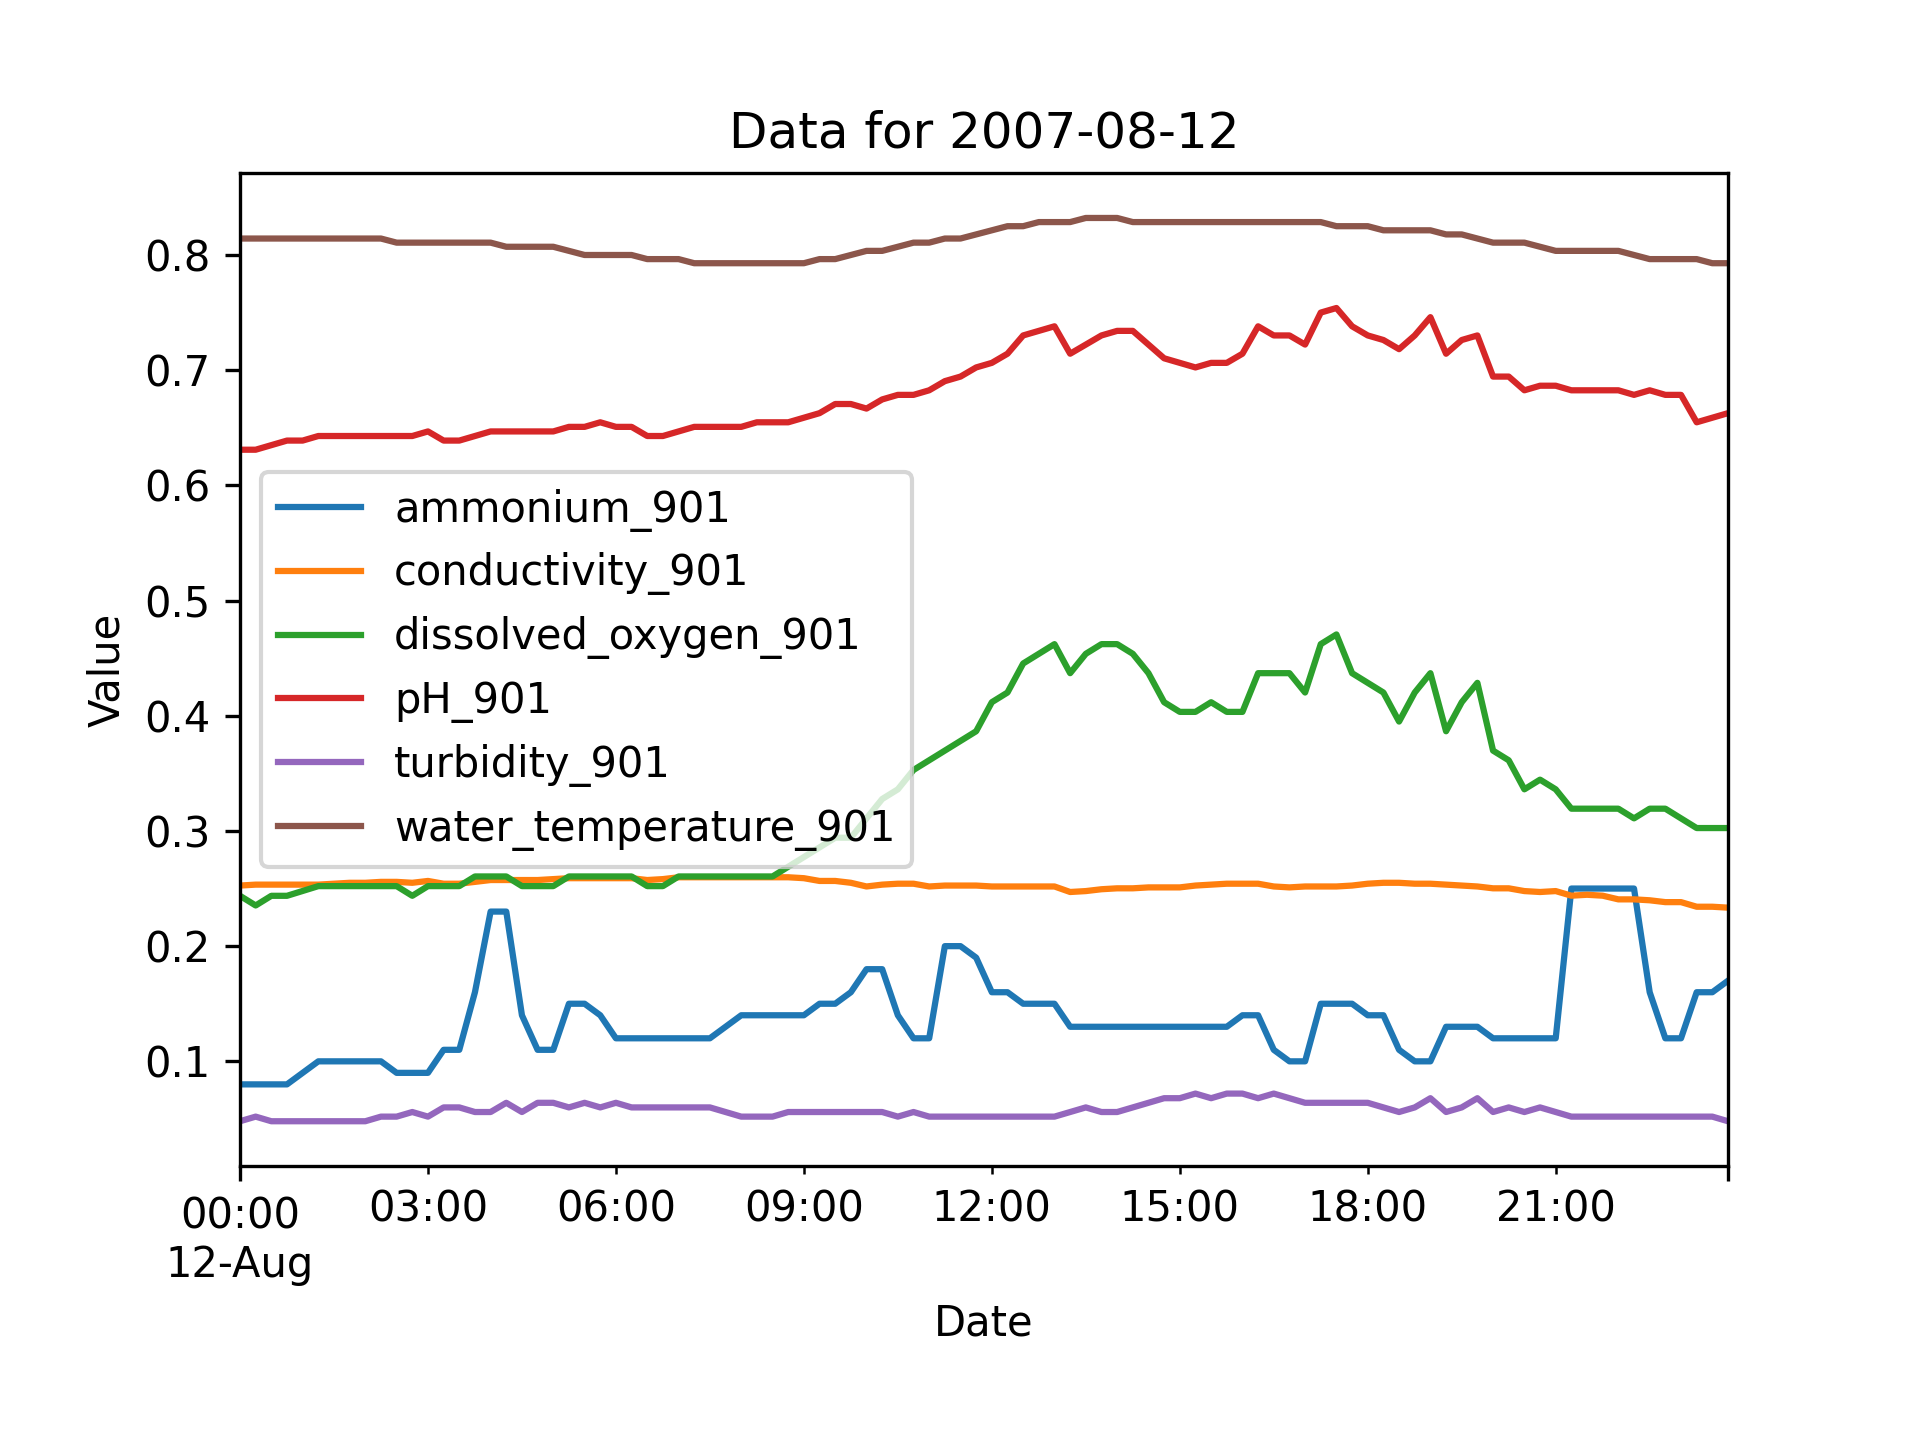 Data for 2007-08-12
Value
0.8
0.7
0.6
0.5
0.4
0.3
0.2
0.1
ammonium_901
conductivity_901
dissolved_oxygen_901
pH_901
turbidity_901
water_temperature_901
00:00 03:00 06:00 09:00 12:00 15:00 18:00 21:00
12-Aug
Date